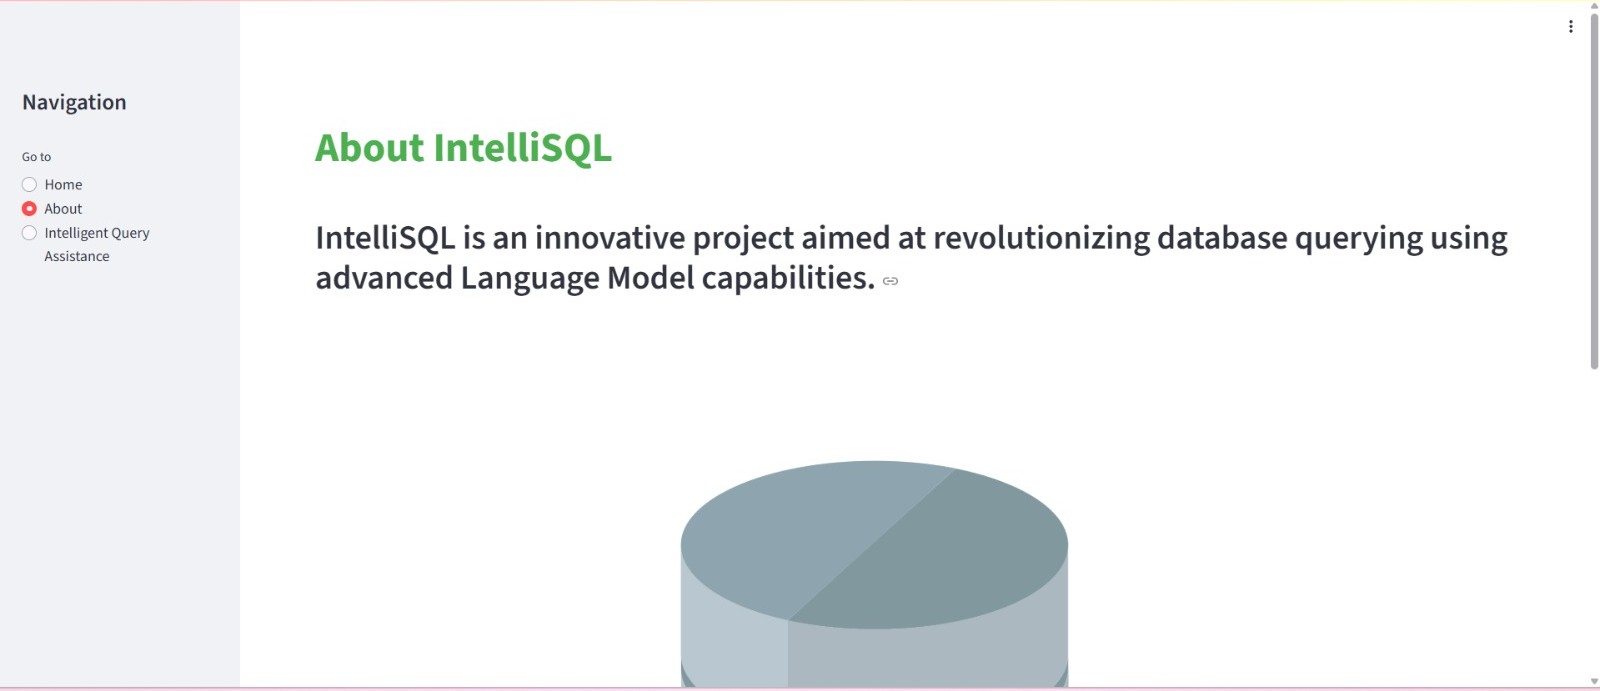 Navigation
Go to
Home
About
Intelligent Query
Assistance
About IntelliSQL
IntelliSQL is an innovative project aimed at revolutionizing database querying using
advanced Language Model capabilities.